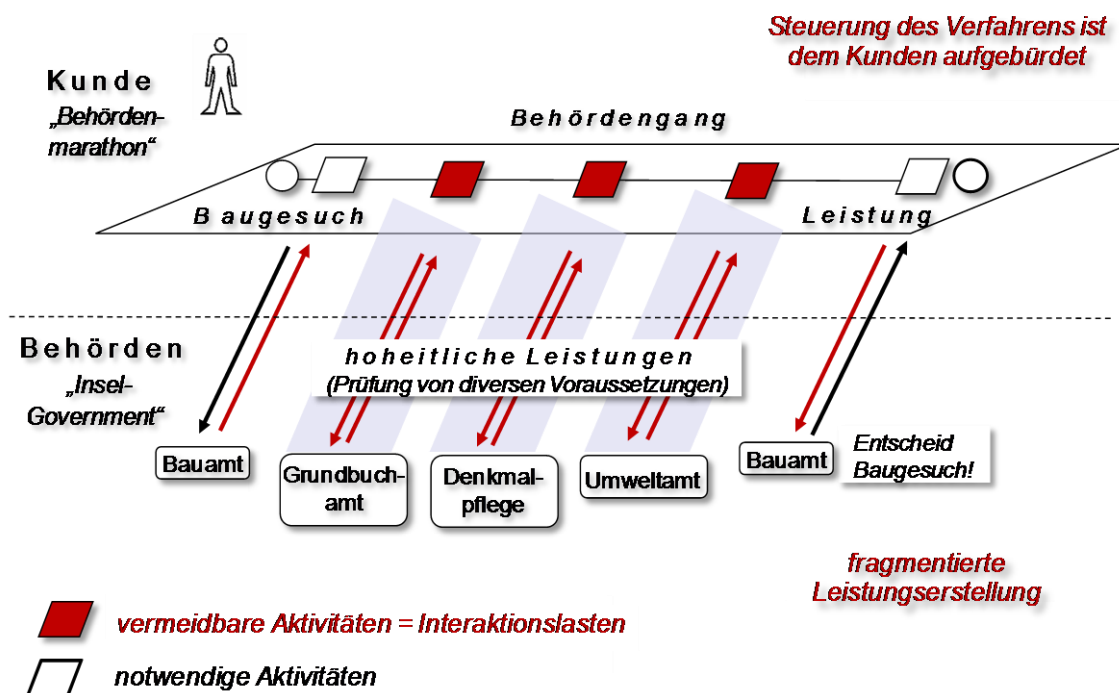 Steuerung des Verfahrens ist
dem Kunden aufgebürdet
Kunde
„Behörden-
marathon“
Behördengang
Baugesuch
Leistung
Behörden
„Insel-
Government“
hoheitliche Leistungen
(Prüfung von diversen Voraussetzungen)
Bauamt
Grundbuch-
amt
Denkmal-
pflege
Umweltamt
Bauamt
Entscheid
Baugesuch!
fragmentierte
Leistungserstellung
vermeidbare Aktivitäten = Interaktionslasten
notwendige Aktivitäten